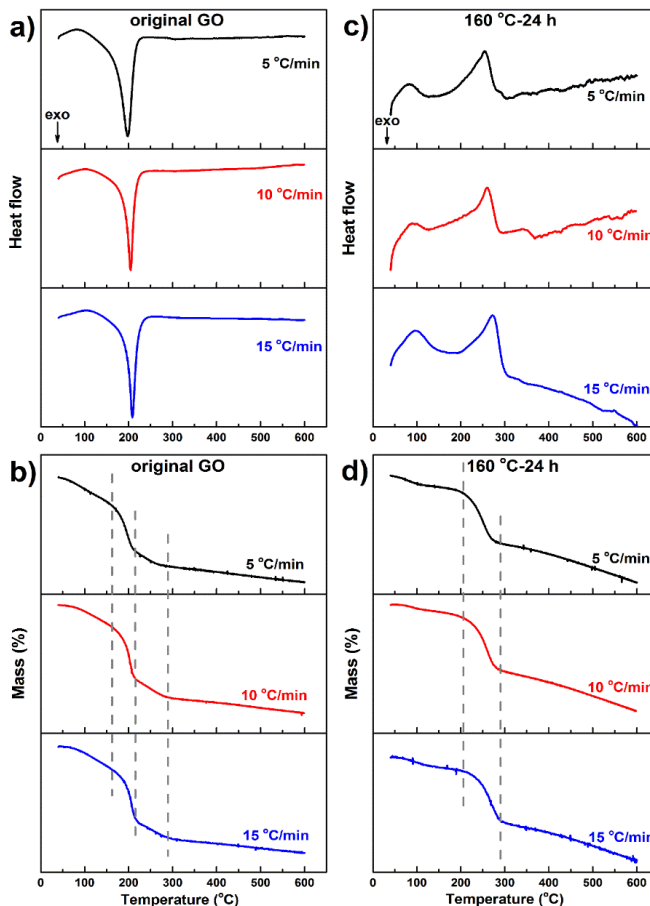 a)
original GO
5 °C/min
exo
10 °C/min
15 °C/min
Heat flow
0 100 200 300 400 500 600
c)
160 °C-24 h
5 °C/min
exo
10 °C/min
15 °C/min
Heat flow
0 100 200 300 400 500 600
b)
original GO
5 °C/min
10 °C/min
15 °C/min
Mass (%)
0 100 200 300 400 500 600
Temperature (°C)
d)
160 °C-24 h
5 °C/min
10 °C/min
15 °C/min
Mass (%)
0 100 200 300 400 500 600
Temperature (°C)